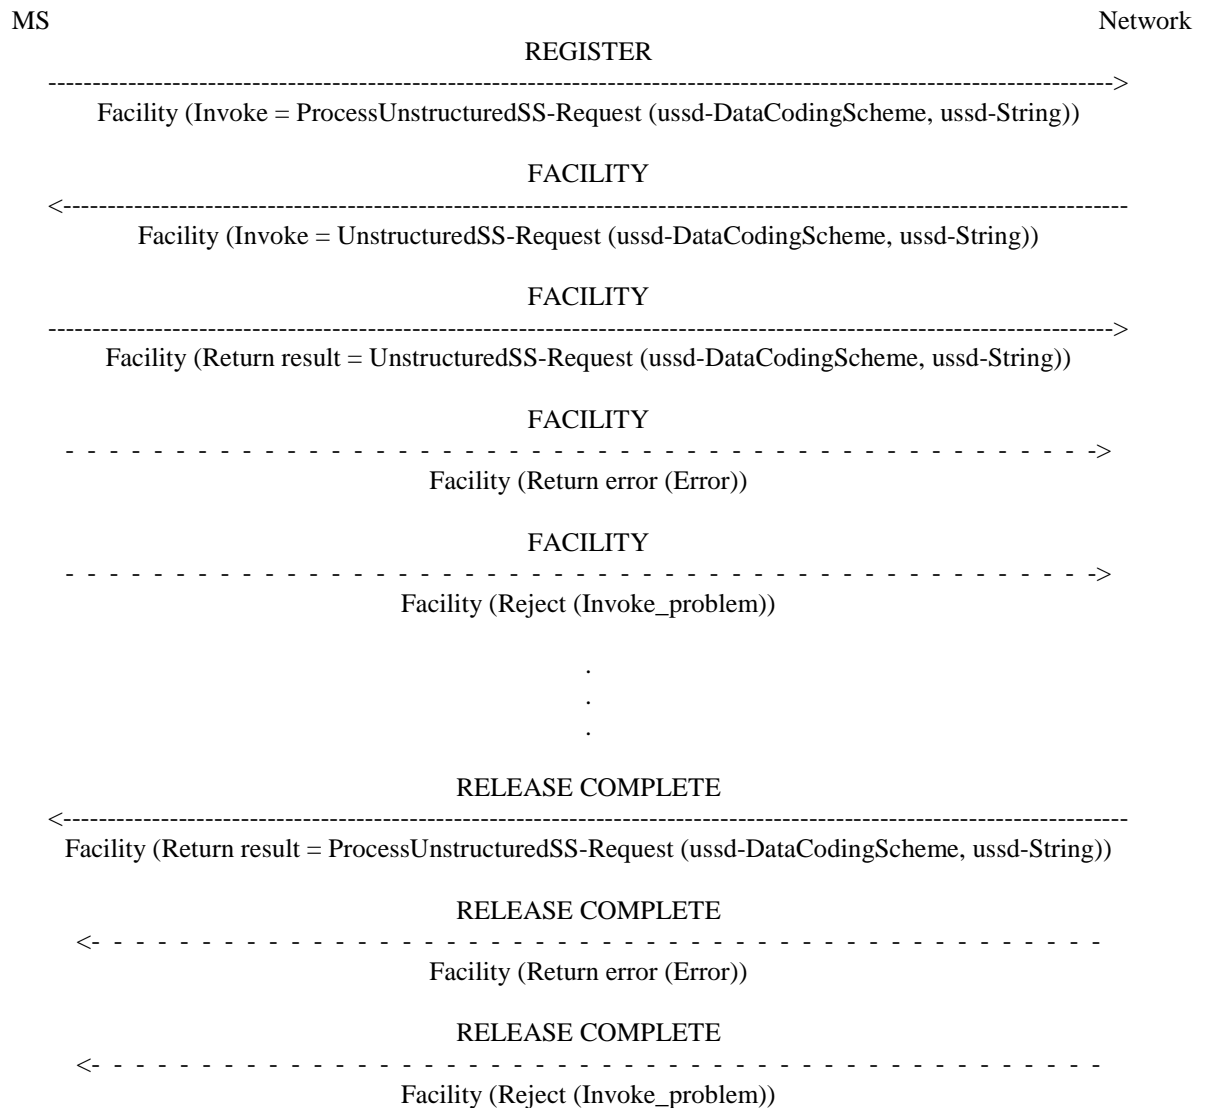 MS Network
REGISTER
------------------------------------------------------------------------------------------------------------------------>
Facility (Invoke = ProcessUnstructuredSS-Request (ussd-DataCodingScheme, ussd-String))
FACILITY
<------------------------------------------------------------------------------------------------------------------------
Facility (Invoke = UnstructuredSS-Request (ussd-DataCodingScheme, ussd-String))
FACILITY
------------------------------------------------------------------------------------------------------------------------>
Facility (Return result = UnstructuredSS-Request (ussd-DataCodingScheme, ussd-String))
FACILITY
- - - - - - - - - - - - - - - - - - - - - - - - - - - - - - - - - - - - - - - - - - - - - - - ->
Facility (Return error (Error))
FACILITY
- - - - - - - - - - - - - - - - - - - - - - - - - - - - - - - - - - - - - - - - - - - - - - - ->
Facility (Reject (Invoke_problem))
.
.
.
RELEASE COMPLETE
<------------------------------------------------------------------------------------------------------------------------
Facility (Return result = ProcessUnstructuredSS-Request (ussd-DataCodingScheme, ussd-String))
RELEASE COMPLETE
<- - - - - - - - - - - - - - - - - - - - - - - - - - - - - - - - - - - - - - - - - - - - - - - -
Facility (Return error (Error))
RELEASE COMPLETE
<- - - - - - - - - - - - - - - - - - - - - - - - - - - - - - - - - - - - - - - - - - - - - - - -
Facility (Reject (Invoke_problem))